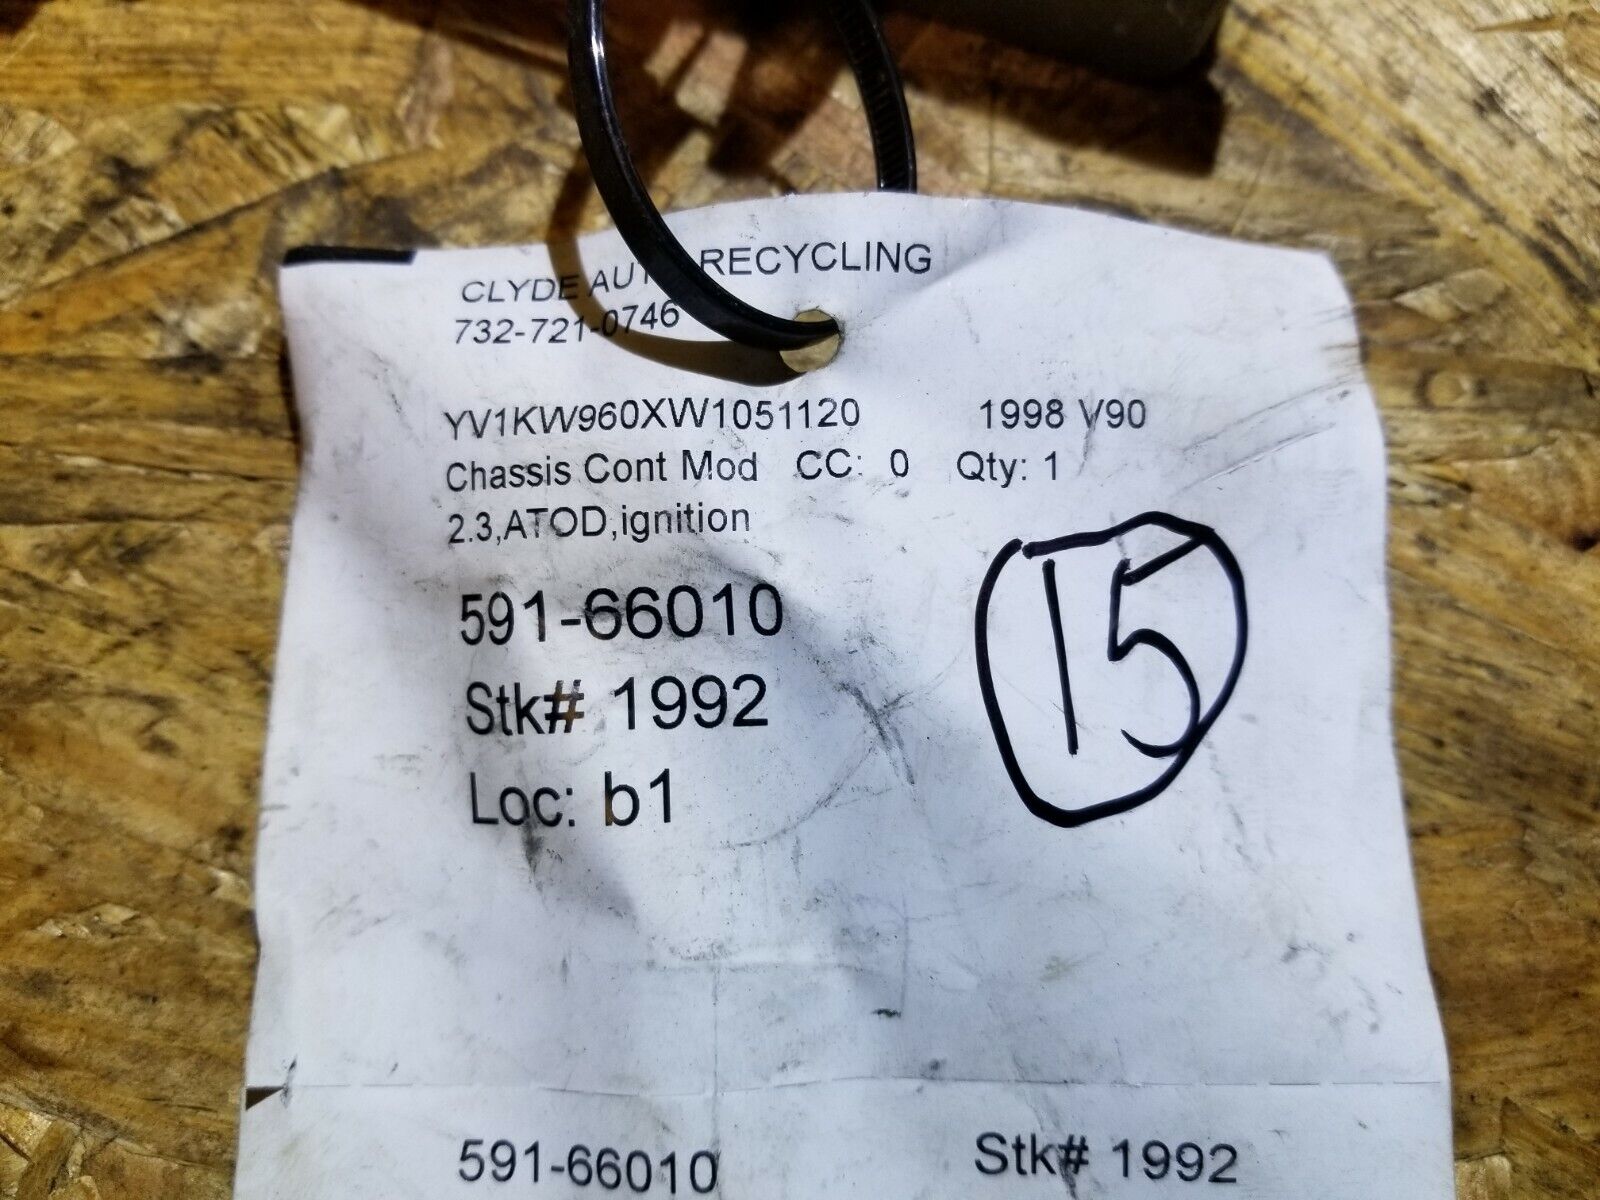 CLYDE AUT RECYCLING
732-721-0746
YV1KW960XW1051120 1998 V90
Chassis Cont Mod CC: 0 Qty: 1
2.3,ATOD,ignition
591-66010
Stk# 1992
Loc: b1
15
591-66010 Stk# 1992